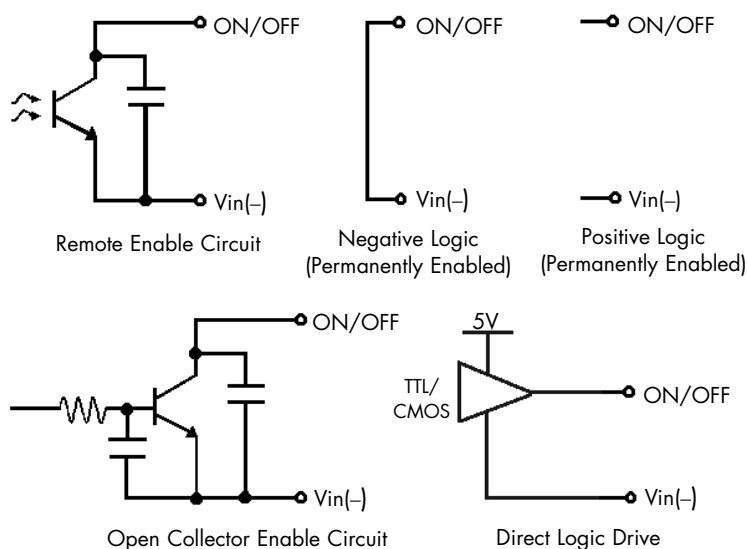 ON/OFF
ON/OFF
ON/OFF
Vin(–)
Vin(–)
Vin(–)
Remote Enable Circuit
Negative Logic
(Permanently Enabled)
Positive Logic
(Permanently Enabled)
ON/OFF
Vin(–)
Open Collector Enable Circuit
5V
TTL/
CMOS
ON/OFF
Vin(–)
Direct Logic Drive